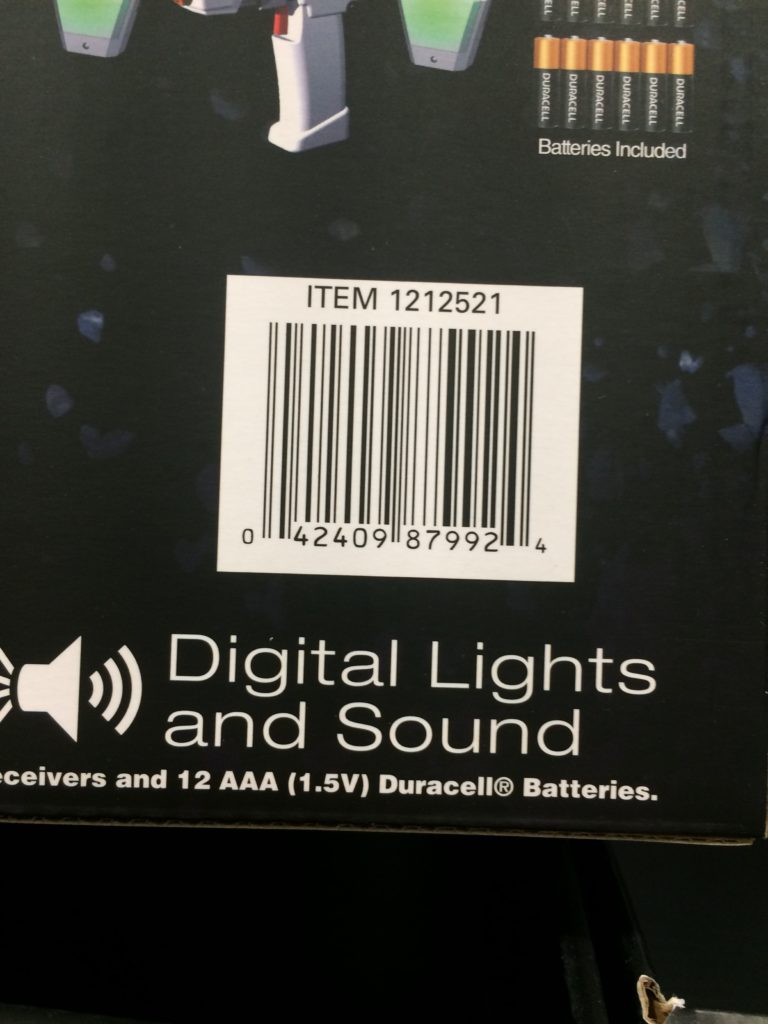 CELL
DURACELL DURACELL DURACELL DURACELL DURACELL DURACELL
Batteries Included
ITEM 1212521
0 42409 87992 4
Digital Lights
and Sound
eceivers and 12 AAA (1.5V) Duracell® Batteries.